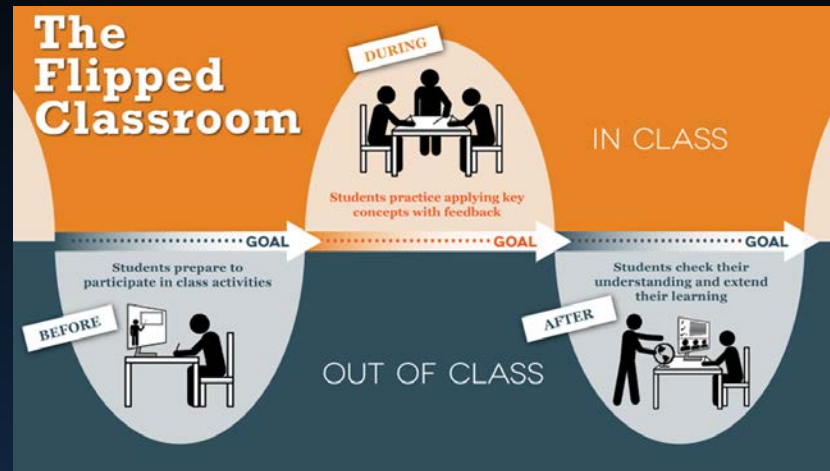 The
Flipped
Classroom
DURING
IN CLASS
Students practice applying key
concepts with feedback
GOAL
GOAL
GOAL
Students prepare to
participate in class activities
BEFORE
OUT OF CLASS
Students check their
understanding and extend
their learning
AFTER